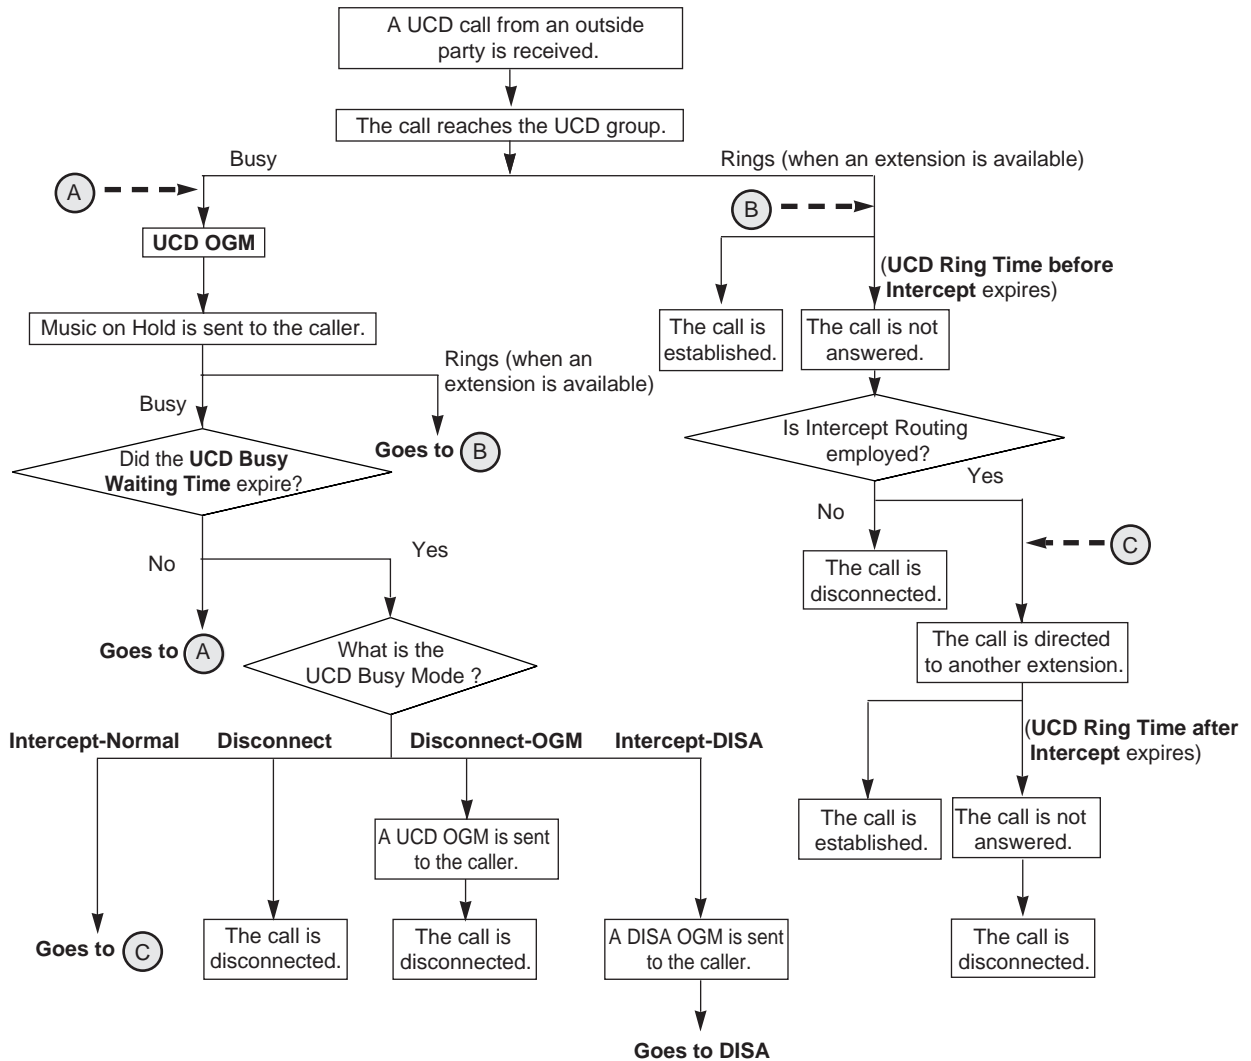 A UCD call from an outside
party is received.
The call reaches the UCD group.
Busy
Rings (when an extension is available)
A
B
UCD OGM
(UCD Ring Time before
Intercept expires)
Music on Hold is sent to the caller.
The call is
established.
The call is not
answered.
Rings (when an
extension is available)
Busy
Goes to B
Is Intercept Routing
employed?
Did the UCD Busy
Waiting Time expire?
Yes
No
C
No
Yes
The call is
disconnected.
Goes to A
What is the
UCD Busy Mode ?
The call is directed
to another extension.
Intercept-Normal
Disconnect
Disconnect-OGM
Intercept-DISA
(UCD Ring Time after
Intercept expires)
The call is
established.
The call is not
answered.
A UCD OGM is sent
to the caller.
Goes to C
The call is
disconnected.
The call is
disconnected.
A DISA OGM is sent
to the caller.
The call is
disconnected.
Goes to DISA